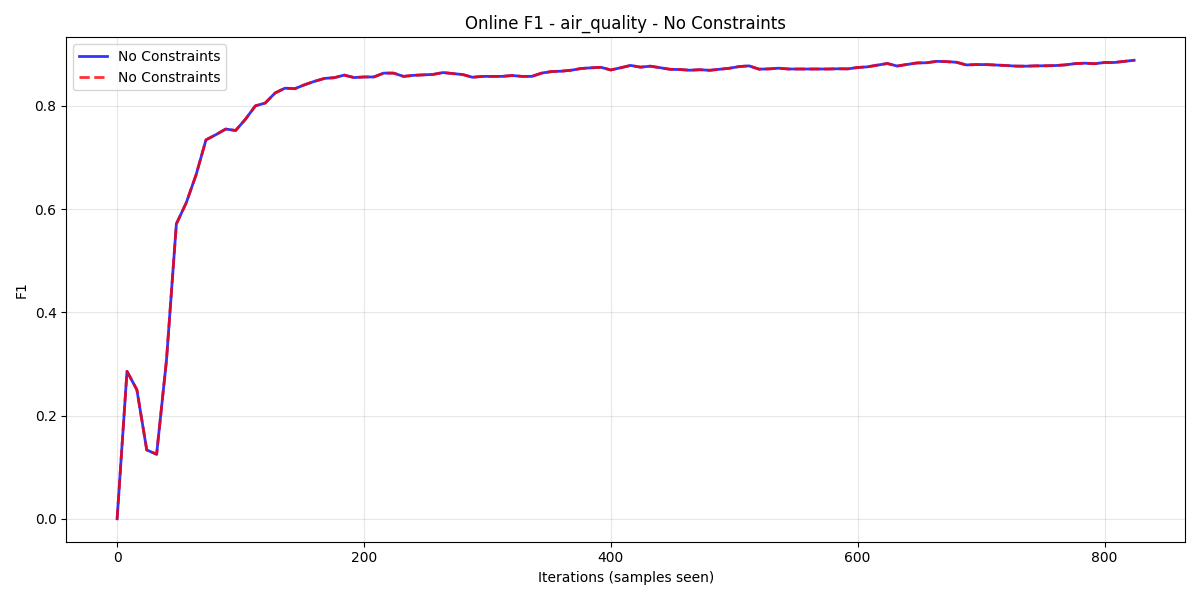 Online F1 - air_quality - No Constraints
No Constraints
No Constraints
F1
0.8
0.6
0.4
0.2
0.0
0 200 400 600 800
Iterations (samples seen)